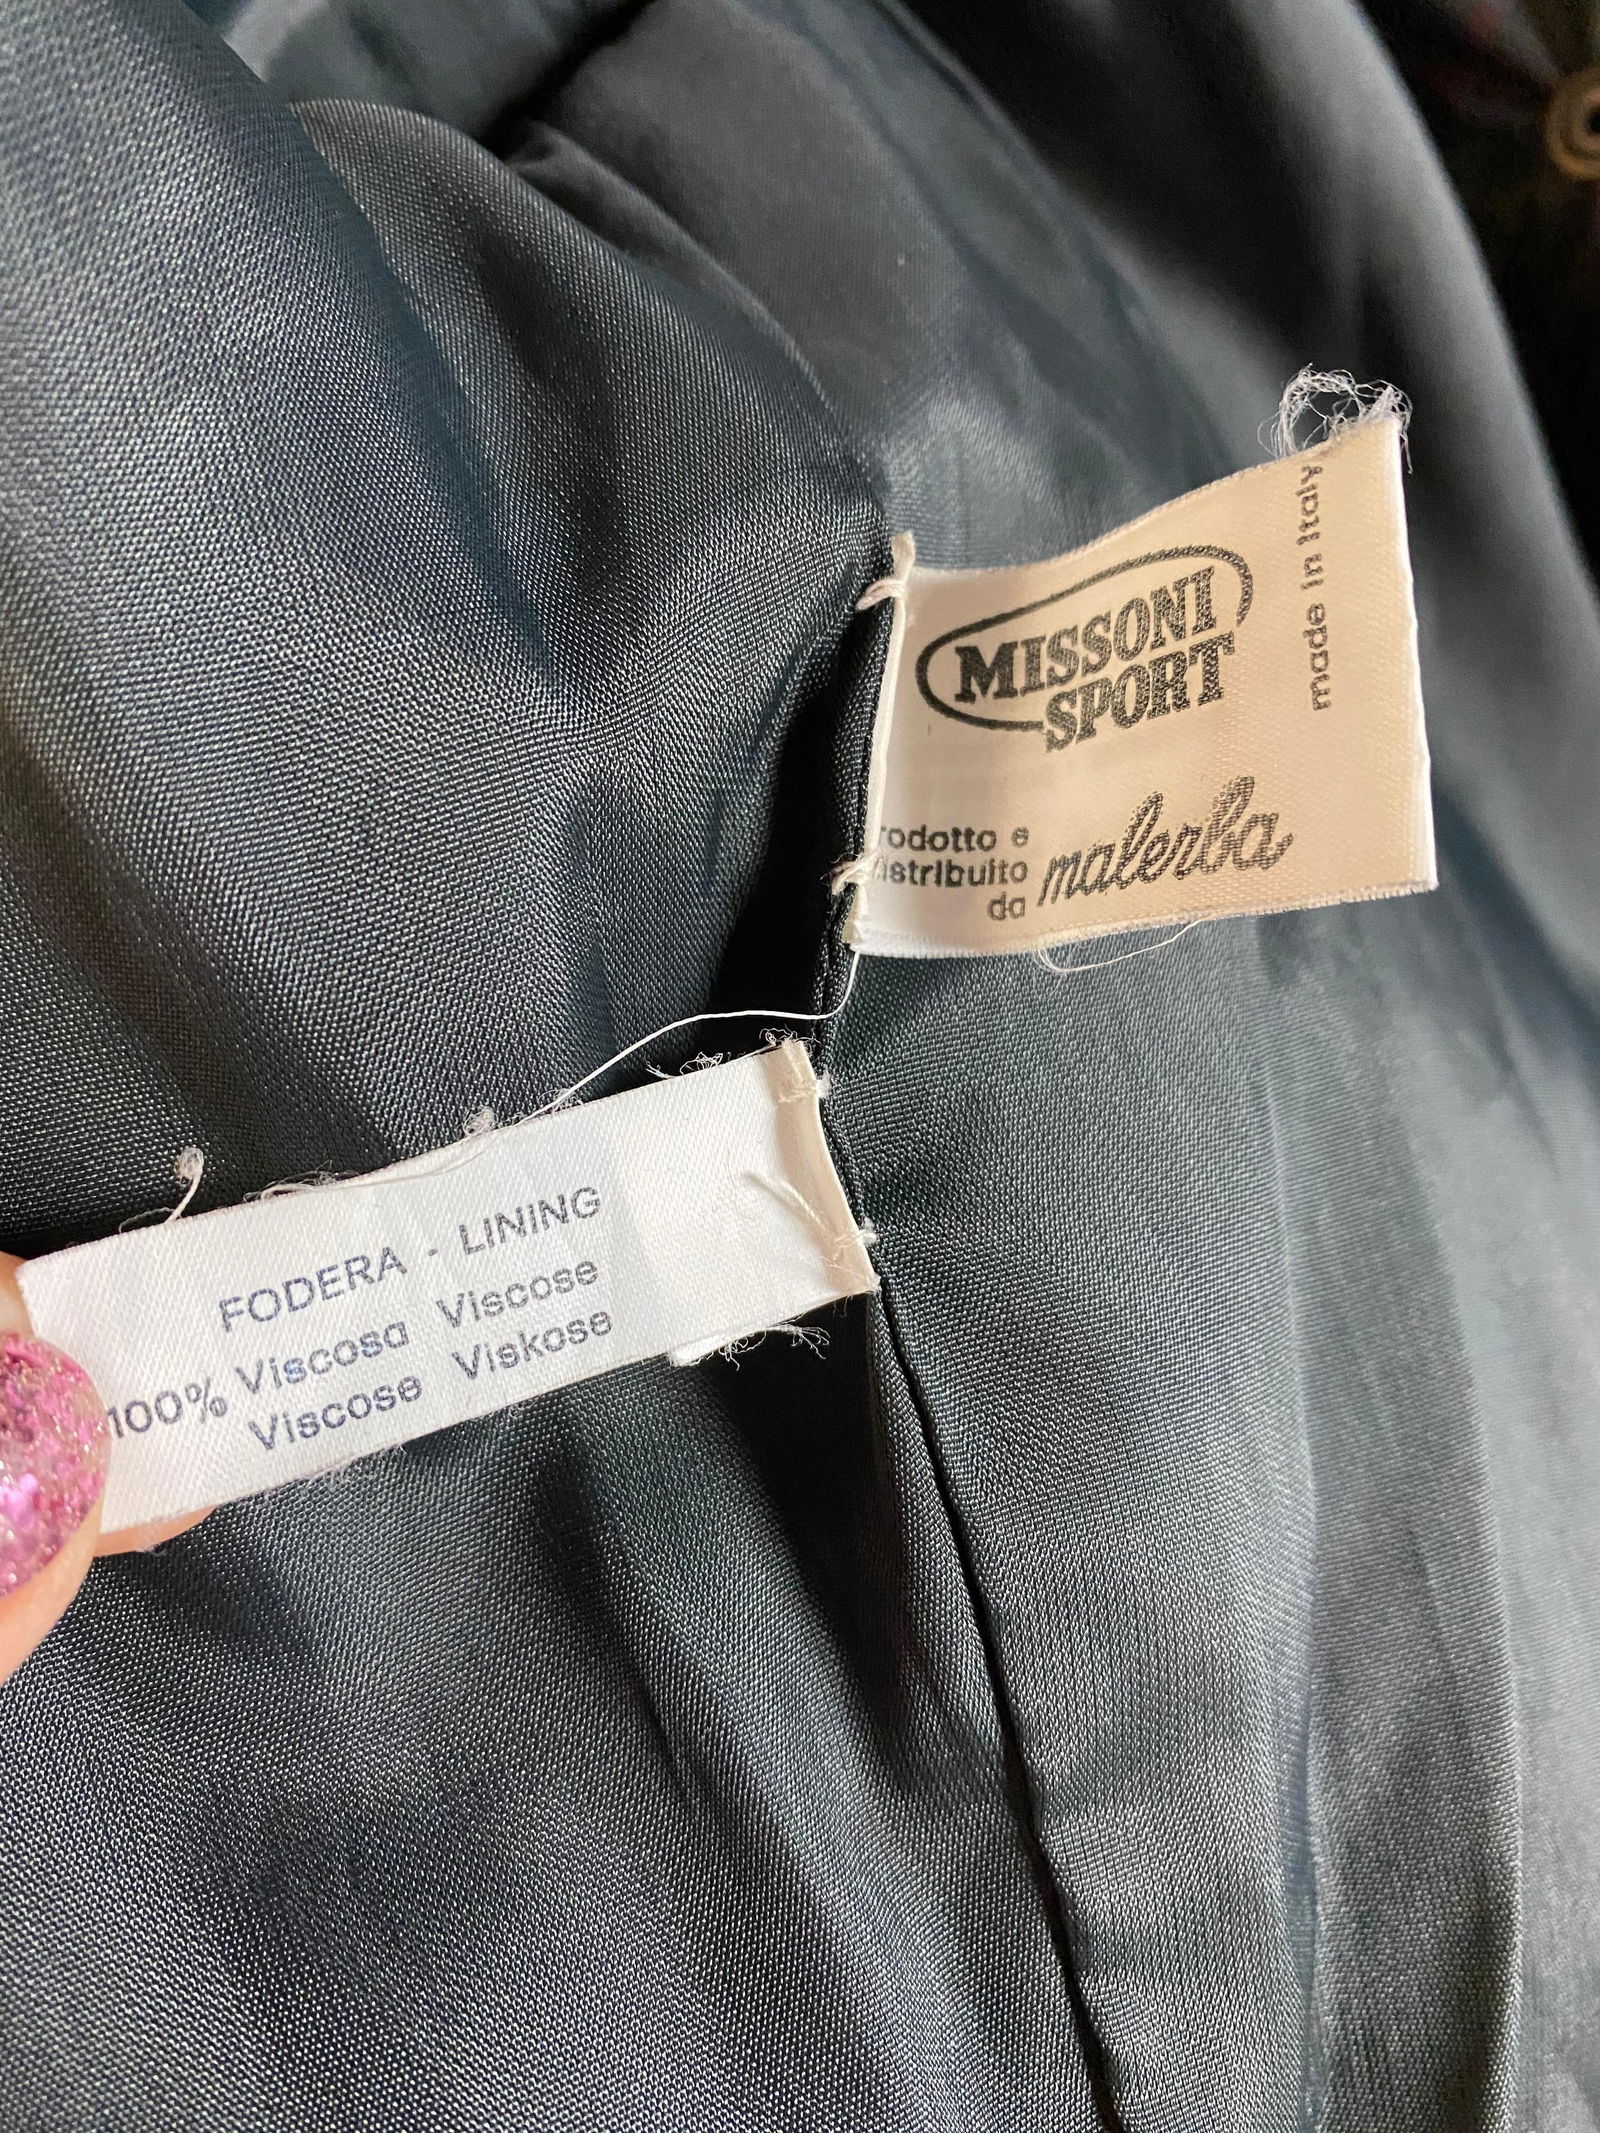 MISSONI
SPORT
made in Italy
rodotto e
istribuito
da malerba
FODERA - LINING
100% Viscosa Viscose
Viscose Viskose